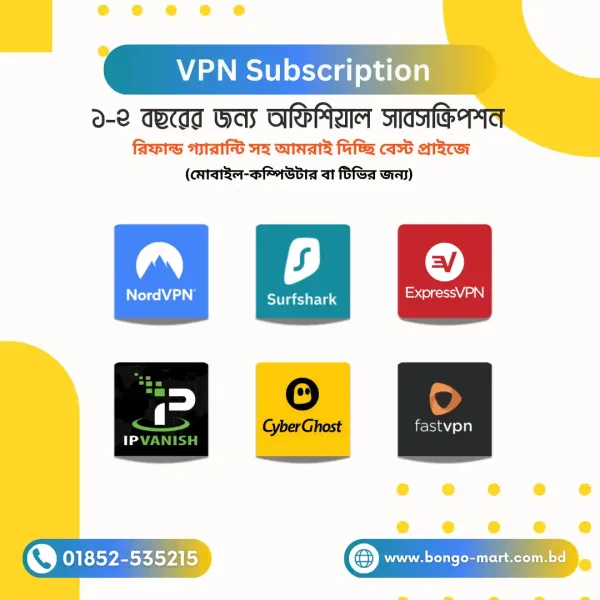 VPN Subscription
১-২ বছরের জন্য অফিশিয়াল সাবসক্রিপশন
রিফান্ড গ্যারান্টি সহ আমরাই দিচ্ছি বেস্ট প্রাইজে
(মোবাইল-কম্পিউটার বা টিভির জন্য)
NordVPN®
Surfshark
ExpressVPN
IPVANISH
CyberGhost
fastvpn
01852-535215
www.bongo-mart.com.bd